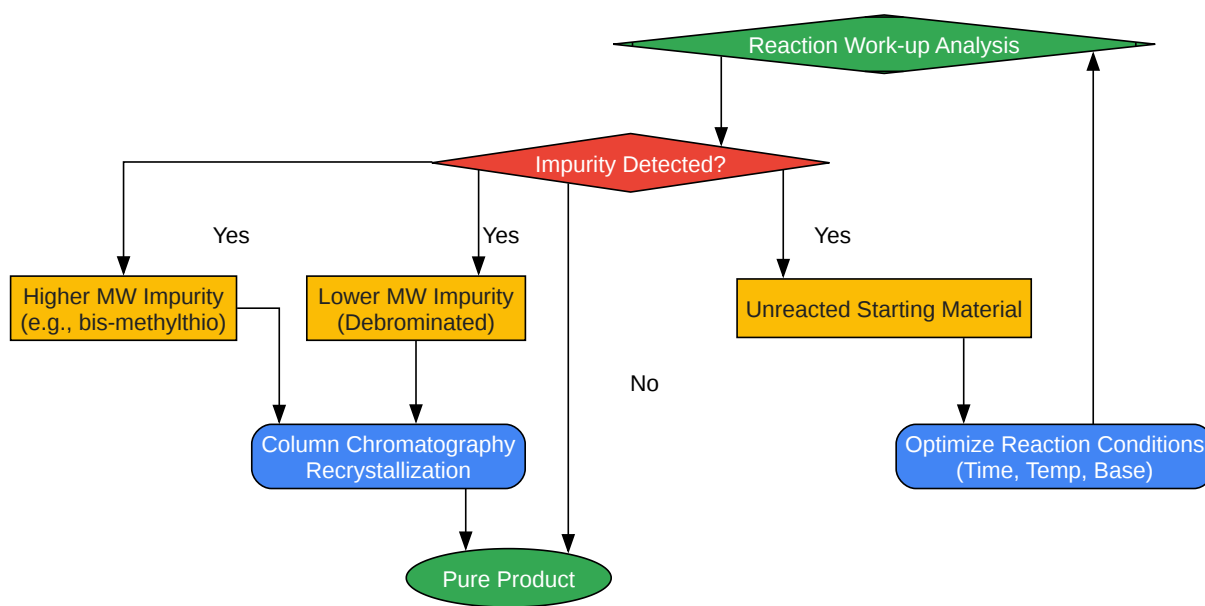 Reaction Work-up Analysis
Impurity Detected?
Yes
Yes
Yes
Higher MW Impurity
(e.g., bis-methylthio)
Lower MW Impurity
(Debrominated)
Unreacted Starting Material
No
Column Chromatography
Recrystallization
Optimize Reaction Conditions
(Time, Temp, Base)
Pure Product